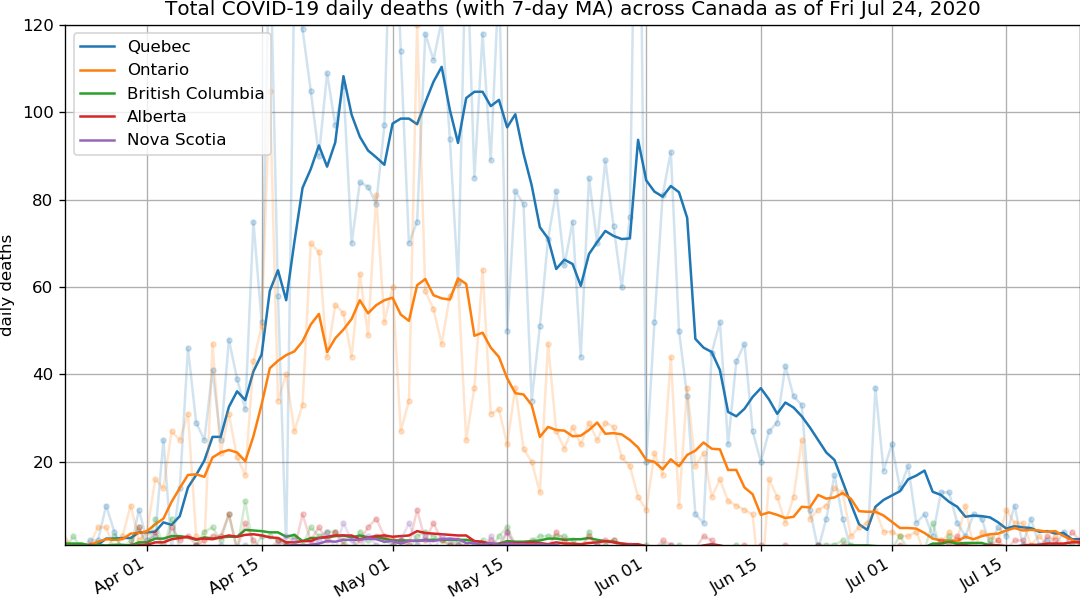 Total COVID-19 daily deaths (with 7-day MA) across Canada as of Fri Jul 24, 2020
120
100
80
60
40
20
daily deaths
Quebec
Ontario
British Columbia
Alberta
Nova Scotia
Apr 01
Apr 15
May 01
May 15
Jun 01
Jun 15
Jul 01
Jul 15